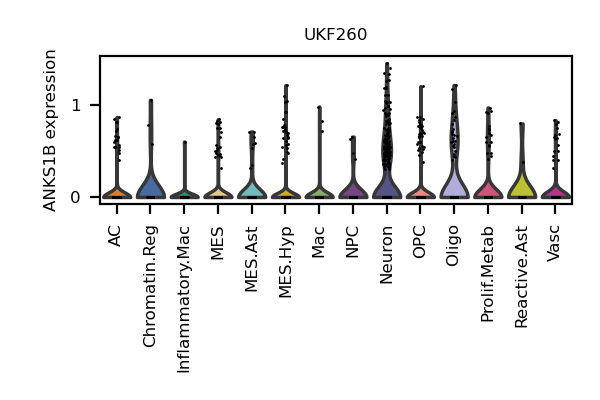 UKF260
ANKS1B expression
1
0
AC
Chromatin.Reg
Inflammatory.Mac
MES
MES.Ast
MES.Hyp
Mac
NPC
Neuron
OPC
Oligo
Prolif.Metab
Reactive.Ast
Vasc